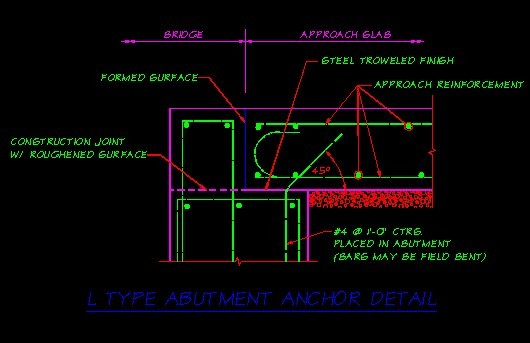 BRIDGE
APPROACH SLAB
STEEL TROWELED FINISH
FORMED SURFACE
APPROACH REINFORCEMENT
CONSTRUCTION JOINT
W/ ROUGHENED SURFACE
45°
#4 @ 1'-0" CTRS.
PLACED IN ABUTMENT
(BARS MAY BE FIELD BENT)
L TYPE ABUTMENT ANCHOR DETAIL